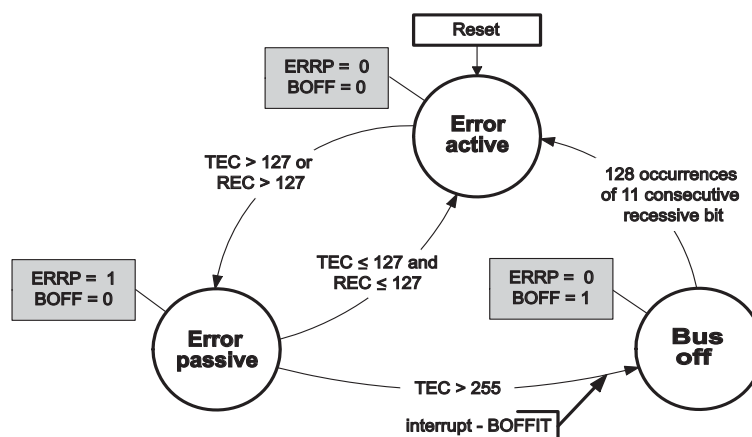 Reset
ERRP = 0
BOFF = 0
Error
active
TEC > 127 or
REC > 127
128 occurrences
of 11 consecutive
recessive bit
TEC ≤ 127 and
REC ≤ 127
ERRP = 1
BOFF = 0
ERRP = 0
BOFF = 1
Error
passive
Bus
off
TEC > 255
interrupt - BOFFIT